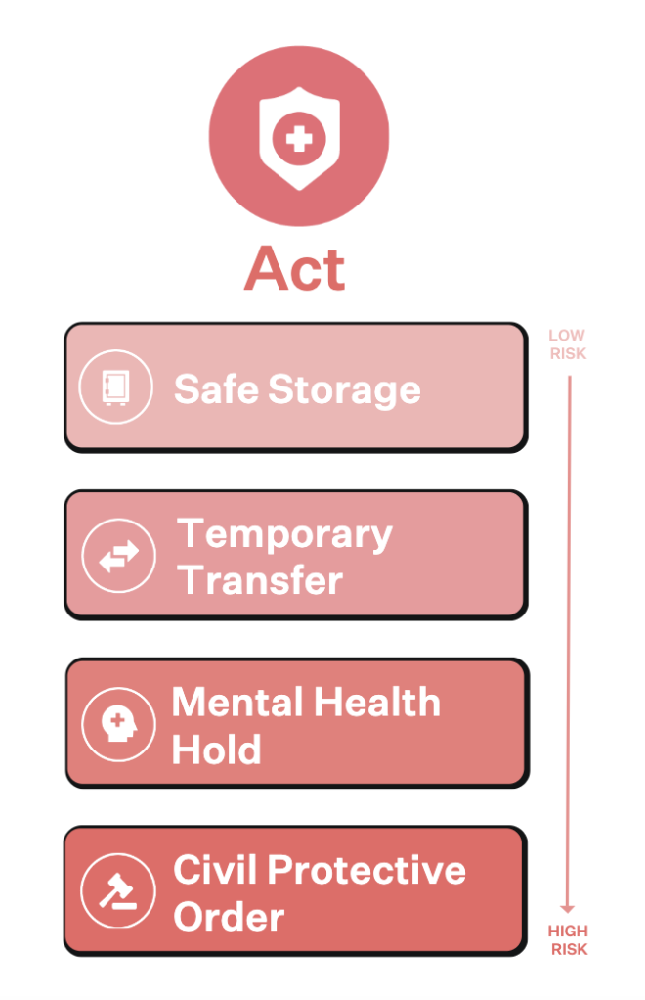 Act
LOW
RISK
Safe Storage
Temporary
Transfer
Mental Health
Hold
Civil Protective
Order
HIGH
RISK